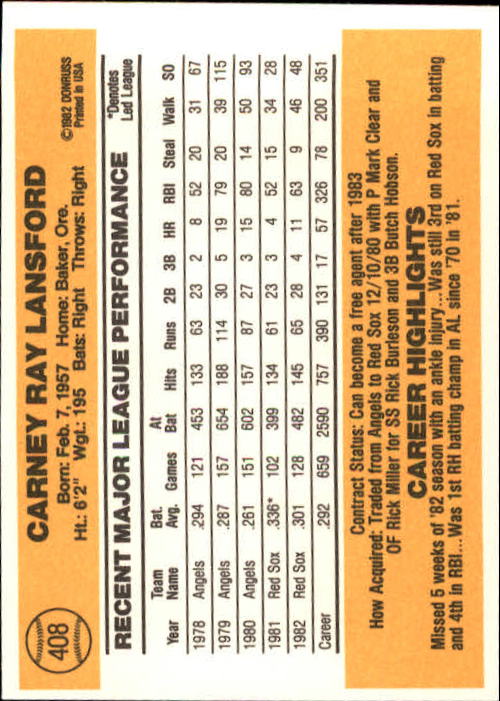 408
CARNEY RAY LANSFORD
©1982 DONRUSS
Printed in USA
Born: Feb. 7, 1957 Home: Baker, Ore.
Ht.: 6'2" Wgt.: 195 Bats: Right Throws: Right
RECENT MAJOR LEAGUE PERFORMANCE
*Denotes
Led League
Year Team Name Bat. Avg. Games At Bat Hits Runs 2B 3B HR RBI Steal Walk SO
1978 Angels .294 121 453 133 63 23 2 8 52 20 31 67
1979 Angels .287 157 654 188 114 30 5 19 79 20 39 115
1980 Angels .261 151 602 157 87 27 3 15 80 14 50 93
1981 Red Sox .336* 102 399 134 61 23 3 4 52 15 34 28
1982 Red Sox .301 128 482 145 65 28 4 11 63 9 46 48
Career .292 659 2590 757 390 131 17 57 326 78 200 351
Contract Status: Can become a free agent after 1983
How Acquired: Traded from Angels to Red Sox 12/10/80 with P Mark Clear and
OF Rick Miller for SS Rick Burleson and 3B Butch Hobson.
CAREER HIGHLIGHTS
Missed 5 weeks of '82 season with an ankle injury...Was still 3rd on Red Sox in batting
and 4th in RBI...Was 1st RH batting champ in AL since '70 in '81.